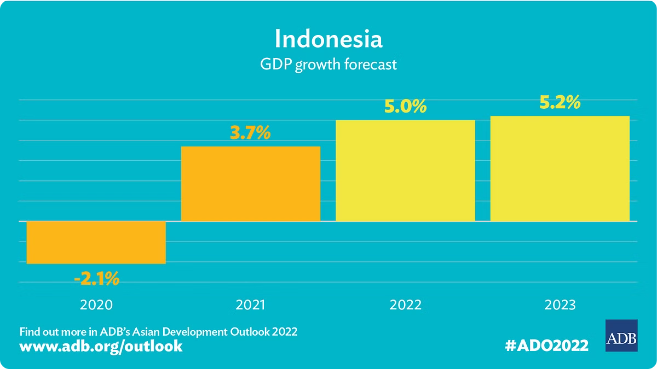 Indonesia
GDP growth forecast
5.0%
5.2%
3.7%
-2.1%
2020
2021
2022
2023
Find out more in ADB's Asian Development Outlook 2022
www.adb.org/outlook
#ADO2022
ADB